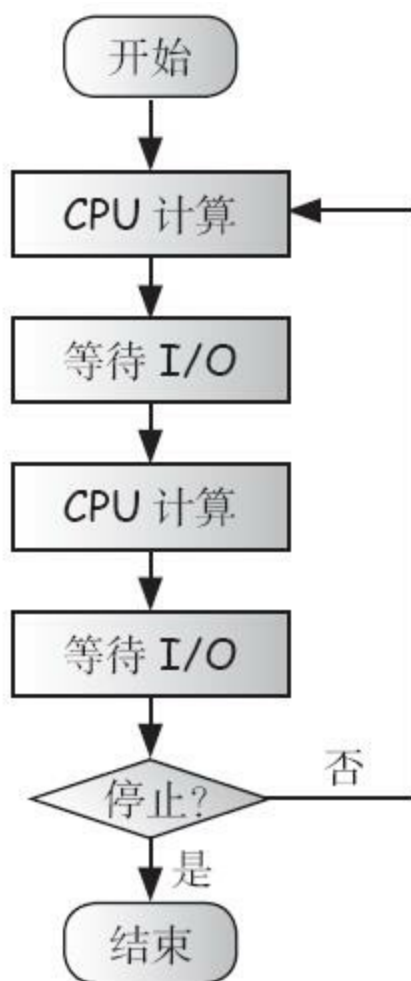 开始
CPU 计算
等待 I/O
CPU 计算
等待 I/O
停止?
否
是
结束